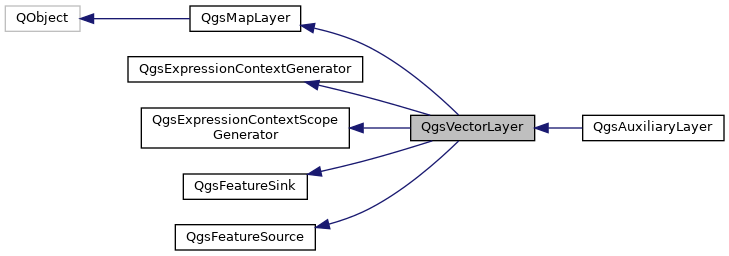 QObject
QgsMapLayer
QgsExpressionContextGenerator
QgsExpressionContextScope
Generator
QgsVectorLayer
QgsAuxiliaryLayer
QgsFeatureSink
QgsFeatureSource